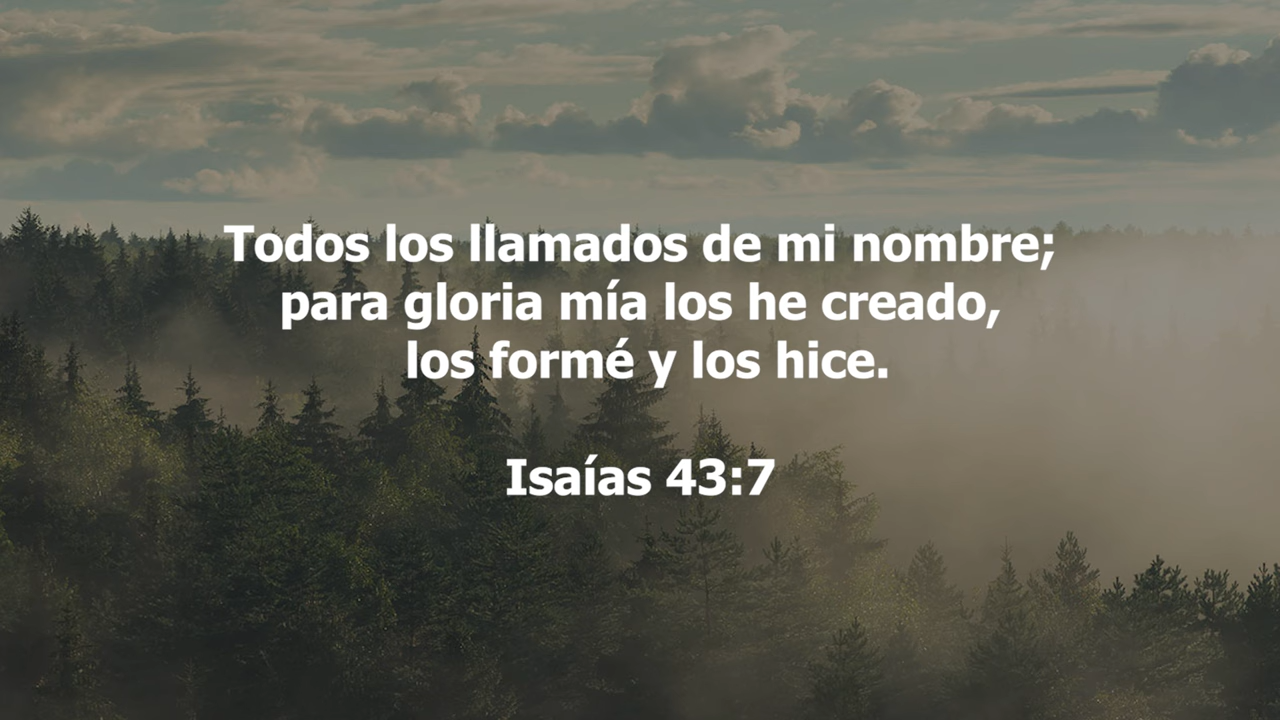 Todos los llamados de mi nombre;
para gloria mía los he creado,
los formé y los hice.
Isaías 43:7